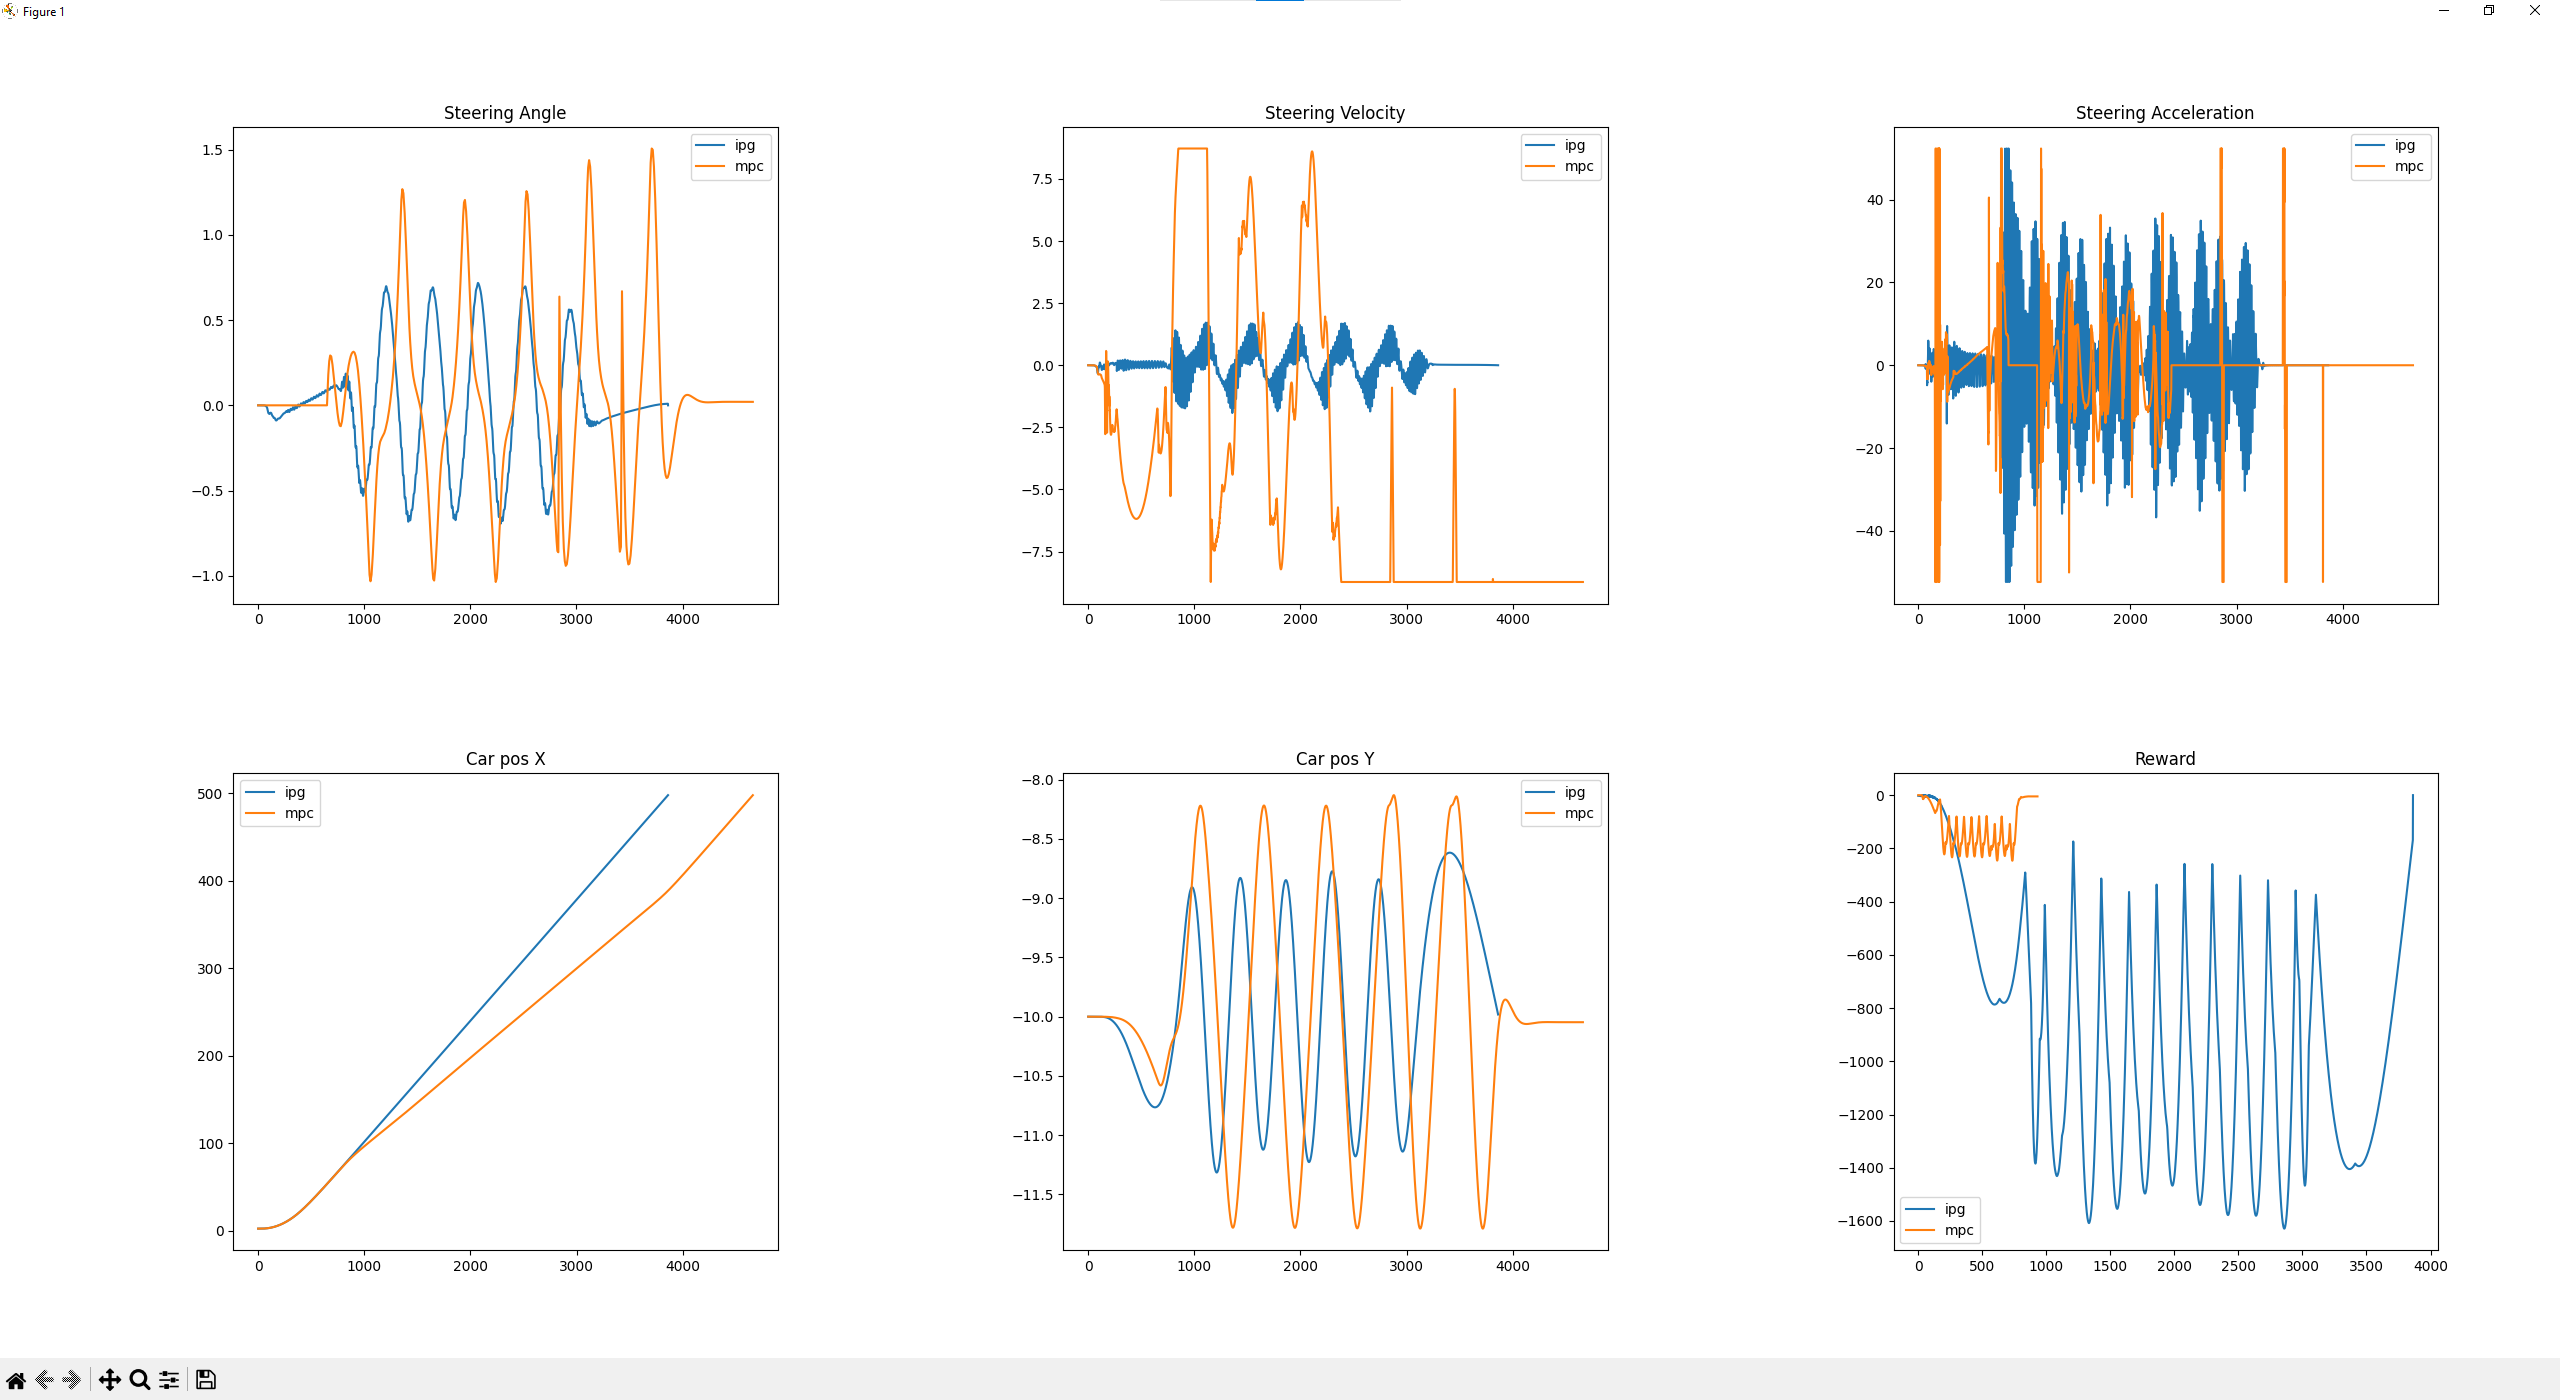 Figure 1
Steering Angle
ipg
mpc
1.5
1.0
0.5
0.0
−0.5
−1.0
0 1000 2000 3000 4000
Steering Velocity
ipg
mpc
7.5
5.0
2.5
0.0
−2.5
−5.0
−7.5
0 1000 2000 3000 4000
Steering Acceleration
ipg
mpc
40
20
0
−20
−40
0 1000 2000 3000 4000
Car pos X
ipg
mpc
500
400
300
200
100
0
0 1000 2000 3000 4000
Car pos Y
ipg
mpc
−8.0
−8.5
−9.0
−9.5
−10.0
−10.5
−11.0
−11.5
0 1000 2000 3000 4000
Reward
0
−200
−400
−600
−800
−1000
−1200
−1400
−1600
ipg
mpc
0 500 1000 1500 2000 2500 3000 3500 4000